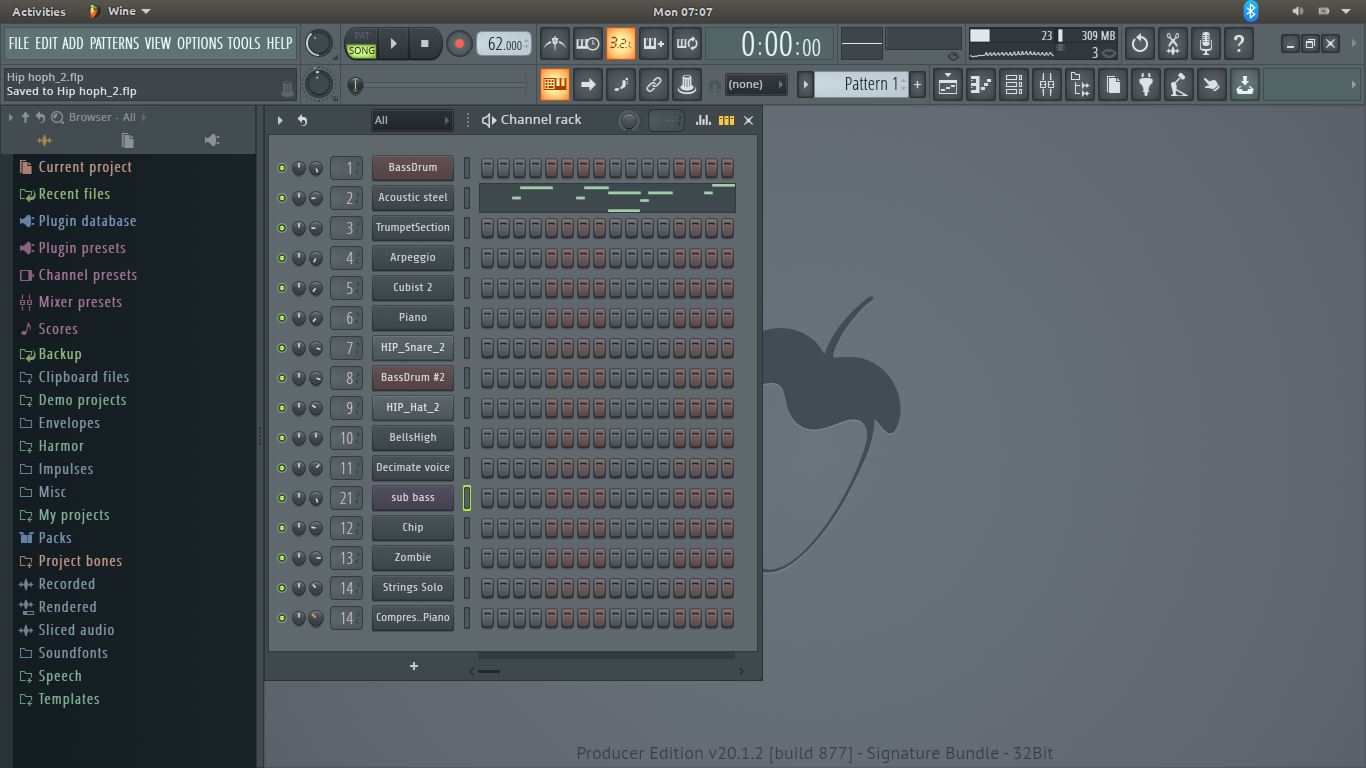 Activities Wine Mon 07:07
FILE EDIT ADD PATTERNS VIEW OPTIONS TOOLS HELP
PAT
SONG
62.000
3.2.
0:00:00
23 309 MB
3
?
Hip hoph_2.flp
Saved to Hip hoph_2.flp
(none)
Pattern 1
+
Browser - All
All
Channel rack
Current project
Recent files
Plugin database
Plugin presets
Channel presets
Mixer presets
Scores
Backup
Clipboard files
Demo projects
Envelopes
Harmor
Impulses
Misc
My projects
Packs
Project bones
Recorded
Rendered
Sliced audio
Soundfonts
Speech
Templates
1 BassDrum
2 Acoustic steel
3 TrumpetSection
4 Arpeggio
5 Cubist 2
6 Piano
7 HIP_Snare_2
8 BassDrum #2
9 HIP_Hat_2
10 BellsHigh
11 Decimate voice
21 sub bass
12 Chip
13 Zombie
14 Strings Solo
14 Compres..Piano
+
Producer Edition v20.1.2 [build 877] - Signature Bundle - 32Bit